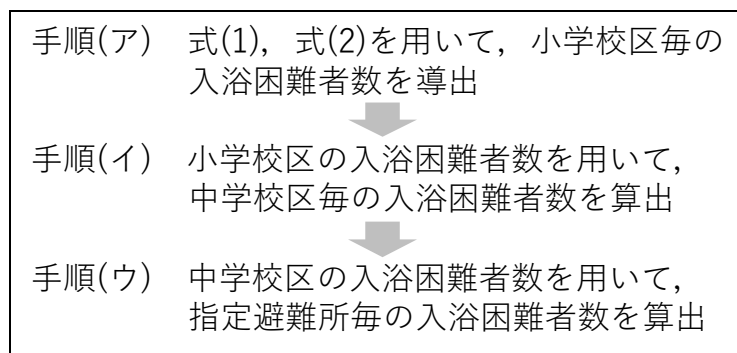 手順(ア) 式(1)，式(2)を用いて，小学校区毎の
入浴困難者数を導出
手順(イ) 小学校区の入浴困難者数を用いて，
中学校区毎の入浴困難者数を算出
手順(ウ) 中学校区の入浴困難者数を用いて，
指定避難所毎の入浴困難者数を算出